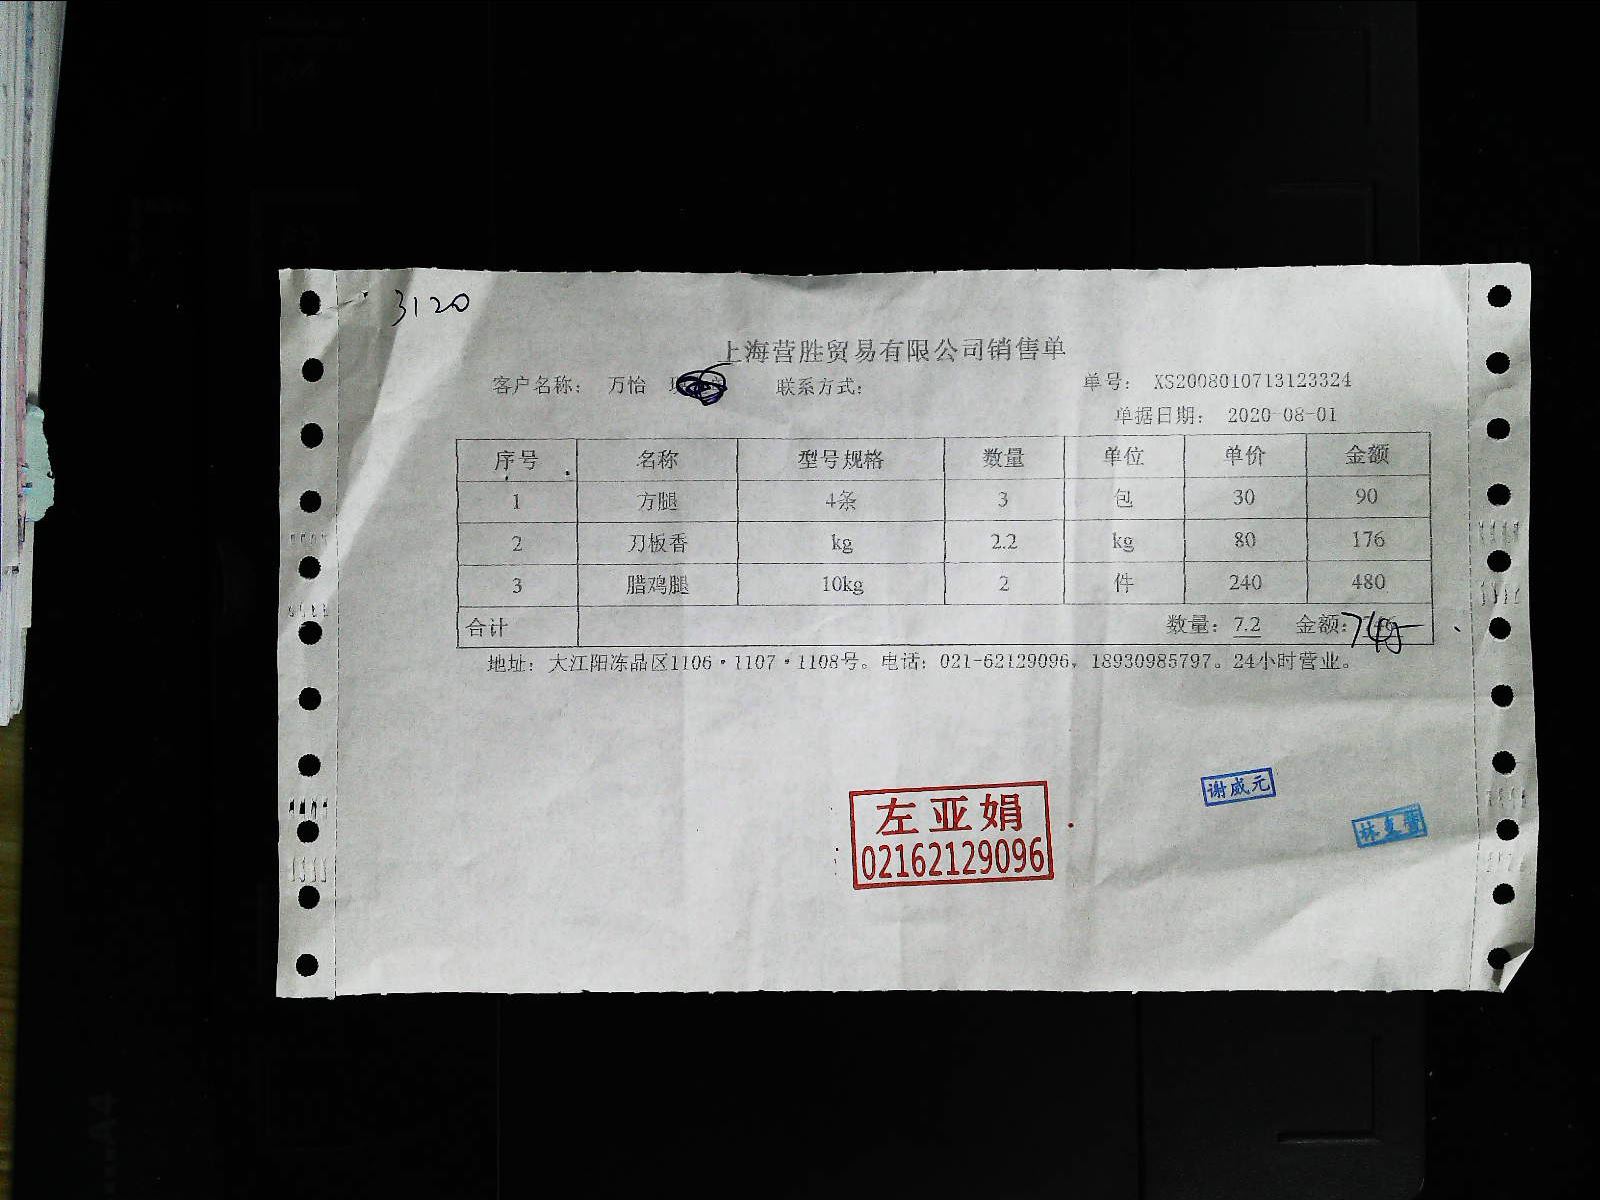 3120
上海营胜贸易有限公司销售单
客户名称: 万怡 联系方式: 单号: XS2008010713123324
单据日期: 2020-08-01
序号 名称 型号规格 数量 单位 单价 金额
1 方腿 4条 3 包 30 90
2 刀板香 kg 2.2 kg 80 176
3 腊鸡腿 10kg 2 件 240 480
合计 数量: 7.2 金额: 745
地址: 大江阳冻品区1106·1107·1108号。电话: 021-62129096, 18930985797。24小时营业。
谢威元
左亚娟
02162129096